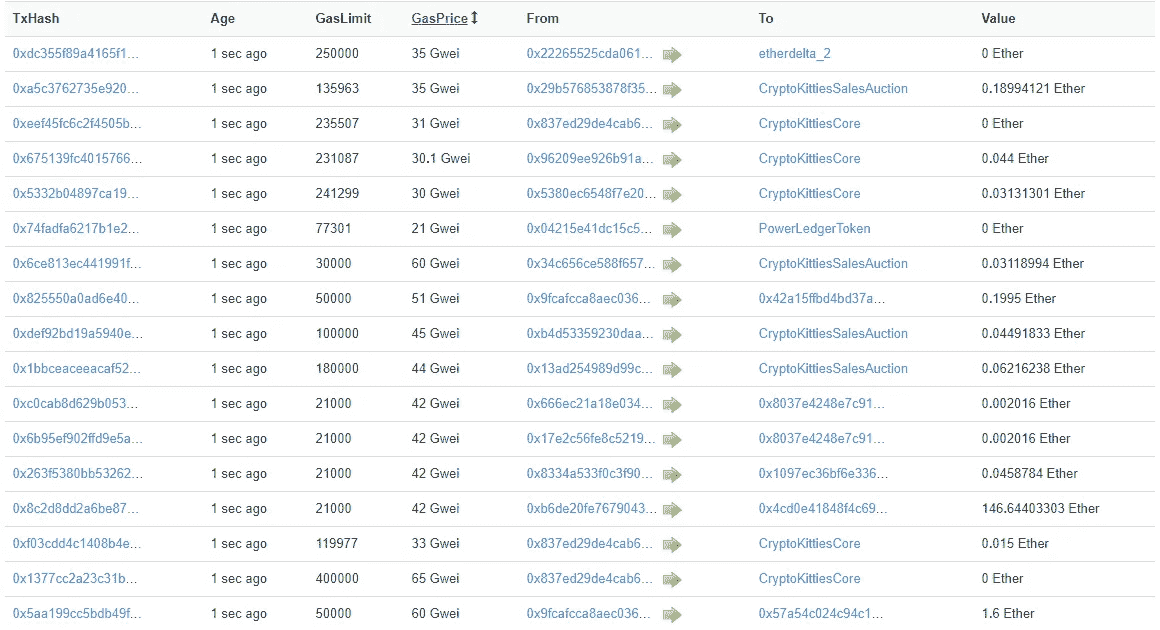 TxHash Age GasLimit GasPrice From To Value
0xdc355f89a4165f1... 1 sec ago 250000 35 Gwei 0x22265525cda061... etherdelta_2 0 Ether
0xa5c3762735e920... 1 sec ago 135963 35 Gwei 0x29b576853878f35... CryptoKittiesSalesAuction 0.18994121 Ether
0xeef45fc6c2f4505b... 1 sec ago 235507 31 Gwei 0x837ed29de4cab6... CryptoKittiesCore 0 Ether
0x675139fc4015766... 1 sec ago 231087 30.1 Gwei 0x96209ee926b91a... CryptoKittiesCore 0.044 Ether
0x5332b04897ca19... 1 sec ago 241299 30 Gwei 0x5380ec6548f7e20... CryptoKittiesCore 0.03131301 Ether
0x74fadfa6217b1e2... 1 sec ago 77301 21 Gwei 0x04215e41dc15c5... PowerLedgerToken 0 Ether
0x6ce813ec441991f... 1 sec ago 30000 60 Gwei 0x34c656ce588f657... CryptoKittiesSalesAuction 0.03118994 Ether
0x825550a0ad6e40... 1 sec ago 50000 51 Gwei 0x9fcafcca8aec036... 0x42a15ffbd4bd37a... 0.1995 Ether
0xdef92bd19a5940e... 1 sec ago 100000 45 Gwei 0xb4d53359230daa... CryptoKittiesSalesAuction 0.04491833 Ether
0x1bbceaceeacaf52... 1 sec ago 180000 44 Gwei 0x13ad254989d99c... CryptoKittiesSalesAuction 0.06216238 Ether
0xc0cab8d629b053... 1 sec ago 21000 42 Gwei 0x666ec21a18e034... 0x8037e4248e7c91... 0.002016 Ether
0x6b95ef902ffd9e5a... 1 sec ago 21000 42 Gwei 0x17e2c56fe8c5219... 0x8037e4248e7c91... 0.002016 Ether
0x263f5380bb53262... 1 sec ago 21000 42 Gwei 0x8334a533f0c3f90... 0x1097ec36bf6e336... 0.0458784 Ether
0x8c2d8dd2a6be87... 1 sec ago 21000 42 Gwei 0xb6de20fe7679043... 0x4cd0e41848f4c69... 146.64403303 Ether
0xf03cdd4c1408b4e... 1 sec ago 119977 33 Gwei 0x837ed29de4cab6... CryptoKittiesCore 0.015 Ether
0x1377cc2a23c31b... 1 sec ago 400000 65 Gwei 0x837ed29de4cab6... CryptoKittiesCore 0 Ether
0x5aa199cc5bdb49f... 1 sec ago 50000 60 Gwei 0x9fcafcca8aec036... 0x57a54c024c94c1... 1.6 Ether